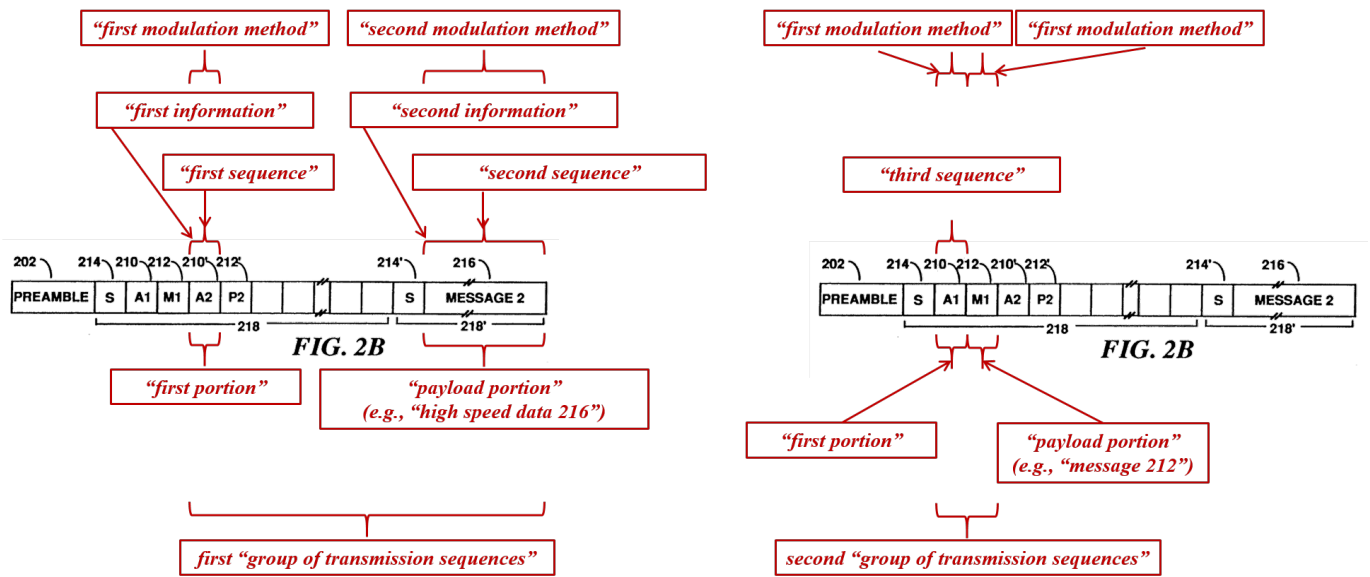 “first modulation method”
“second modulation method”
“first information”
“second information”
“first sequence”
“second sequence”
202
214
210
212
210'
212'
214'
216
PREAMBLE
S
A1
M1
A2
P2
S
MESSAGE 2
218
218'
FIG. 2B
“first portion”
“payload portion”
(e.g., “high speed data 216”)
first “group of transmission sequences”
“first modulation method”
“first modulation method”
“third sequence”
202
214
210
212
210'
212'
214'
216
PREAMBLE
S
A1
M1
A2
P2
S
MESSAGE 2
218
218'
FIG. 2B
“first portion”
“payload portion”
(e.g., “message 212”)
second “group of transmission sequences”